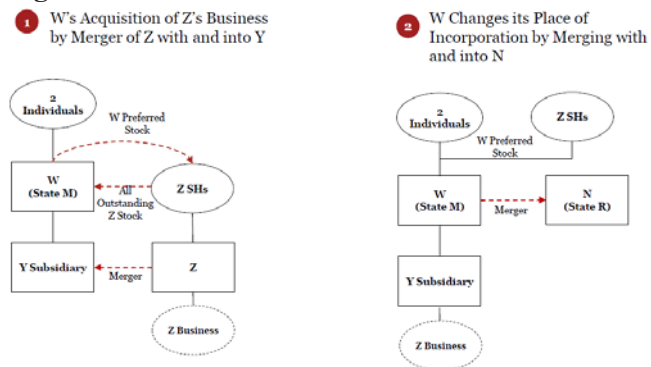 1
W's Acquisition of Z's Business
by Merger of Z with and into Y
2
Individuals
W Preferred
Stock
W
(State M)
All
Outstanding
Z Stock
Z SHs
Y Subsidiary
Merger
Z
Z Business
2
W Changes its Place of
Incorporation by Merging with
and into N
2
Individuals
Z SHs
W Preferred
Stock
W
(State M)
Merger
N
(State R)
Y Subsidiary
Z Business